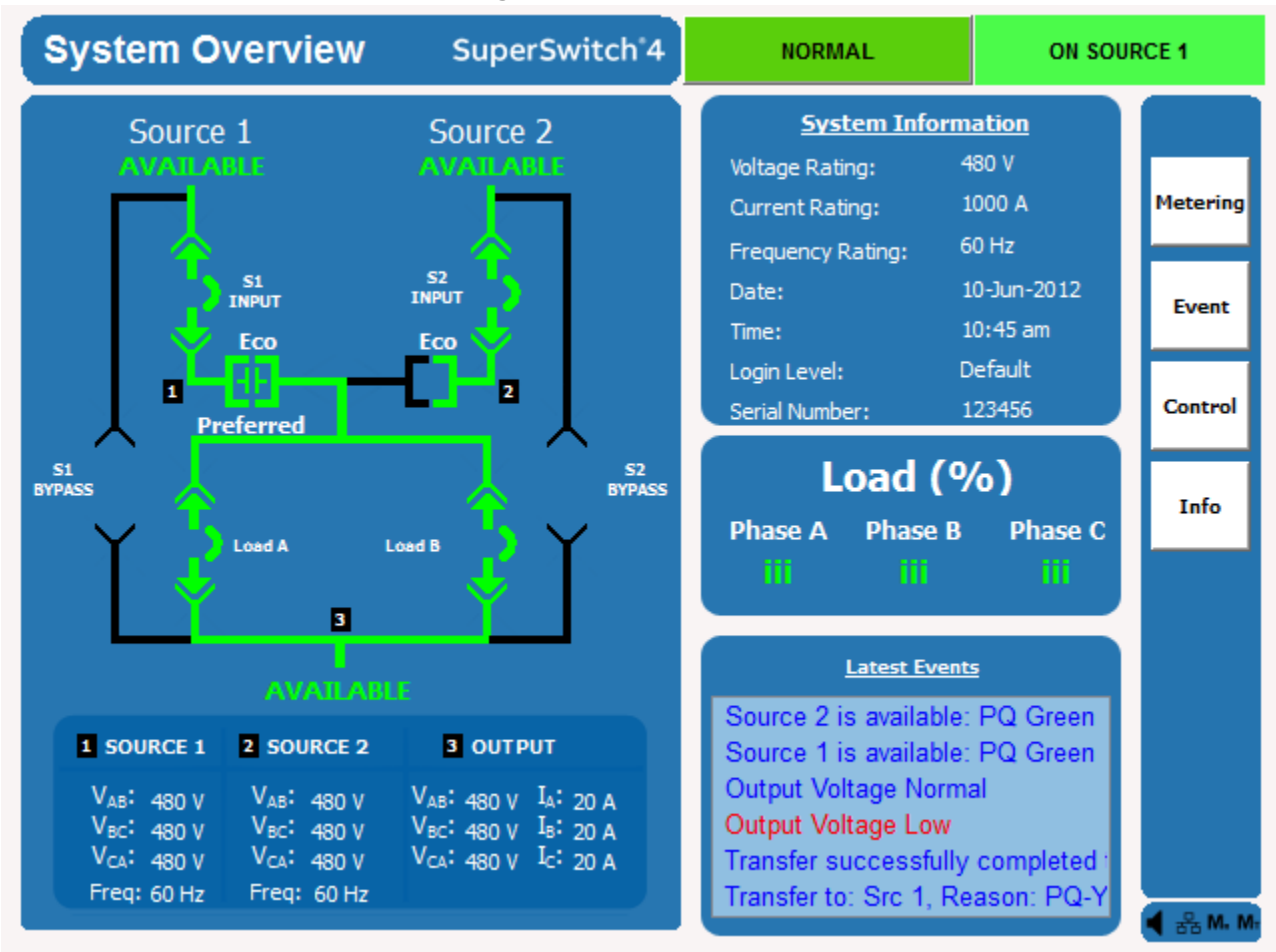 System Overview SuperSwitch®4
NORMAL
ON SOURCE 1
Source 1 Source 2
AVAILABLE AVAILABLE
S1 INPUT
S2 INPUT
Eco Eco
1 2
Preferred
S1 BYPASS
S2 BYPASS
Load A Load B
3
AVAILABLE
1 SOURCE 1 2 SOURCE 2 3 OUTPUT
VAB: 480 V VAB: 480 V VAB: 480 V IA: 20 A
VBC: 480 V VBC: 480 V VBC: 480 V IB: 20 A
VCA: 480 V VCA: 480 V VCA: 480 V IC: 20 A
Freq: 60 Hz Freq: 60 Hz
System Information
Voltage Rating: 480 V
Current Rating: 1000 A
Frequency Rating: 60 Hz
Date: 10-Jun-2012
Time: 10:45 am
Login Level: Default
Serial Number: 123456
Load (%)
Phase A Phase B Phase C
iii iii iii
Latest Events
Source 2 is available: PQ Green
Source 1 is available: PQ Green
Output Voltage Normal
Output Voltage Low
Transfer successfully completed
Transfer to: Src 1, Reason: PQ-Y
Metering
Event
Control
Info